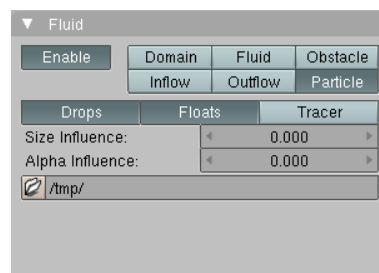 Fluid
Enable Domain Fluid Obstacle
Inflow Outflow Particle
Drops Floats Tracer
Size Influence: 0.000
Alpha Influence: 0.000
/tmp/